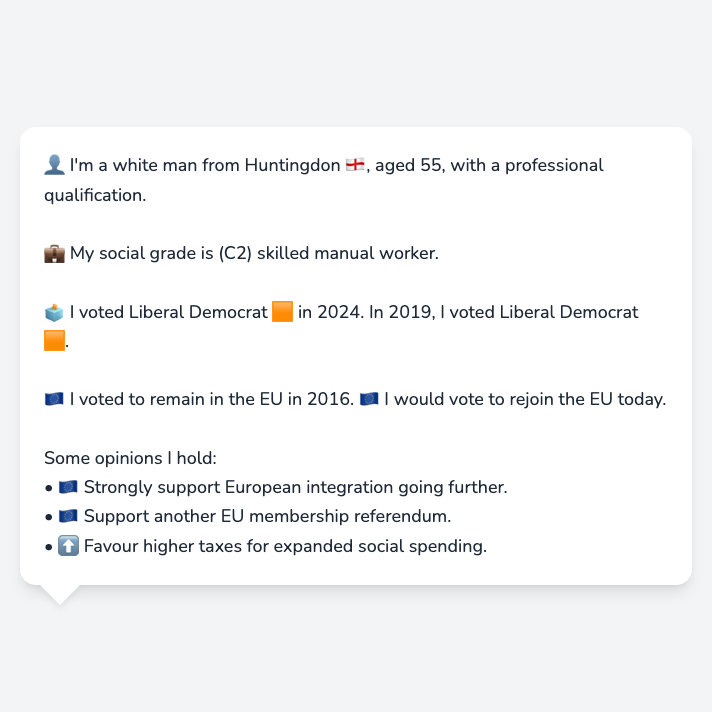 👤 I'm a white man from Huntingdon 🏴󠁧󠁢󠁥󠁮󠁧󠁿, aged 55, with a professional
qualification.
💼 My social grade is (C2) skilled manual worker.
🗳️ I voted Liberal Democrat 🟧 in 2024. In 2019, I voted Liberal Democrat
🟧.
🇪🇺 I voted to remain in the EU in 2016. 🇪🇺 I would vote to rejoin the EU today.
Some opinions I hold:
• 🇪🇺 Strongly support European integration going further.
• 🇪🇺 Support another EU membership referendum.
• ⬆️ Favour higher taxes for expanded social spending.